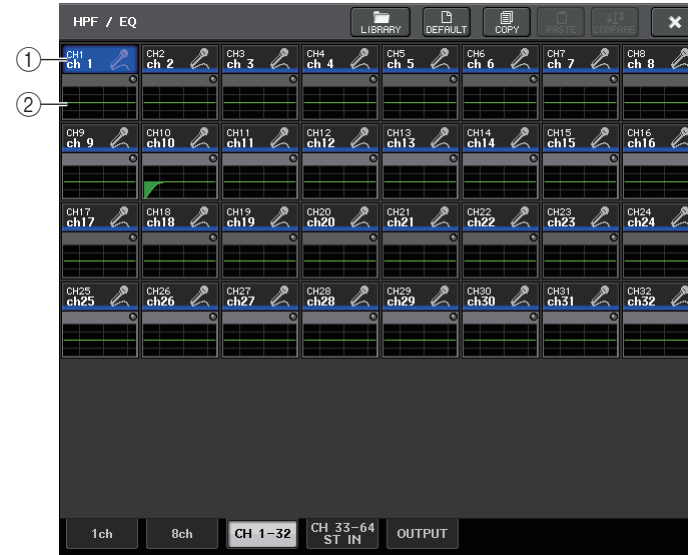 HPF / EQ
LIBRARY
DEFAULT
COPY
PASTE
COMPARE
1
CH1
ch 1
CH2
ch 2
CH3
ch 3
CH4
ch 4
CH5
ch 5
CH6
ch 6
CH7
ch 7
CH8
ch 8
2
CH9
ch 9
CH10
ch10
CH11
ch11
CH12
ch12
CH13
ch13
CH14
ch14
CH15
ch15
CH16
ch16
CH17
ch17
CH18
ch18
CH19
ch19
CH20
ch20
CH21
ch21
CH22
ch22
CH23
ch23
CH24
ch24
CH25
ch25
CH26
ch26
CH27
ch27
CH28
ch28
CH29
ch29
CH30
ch30
CH31
ch31
CH32
ch32
1ch
8ch
CH 1-32
CH 33-64
ST IN
OUTPUT